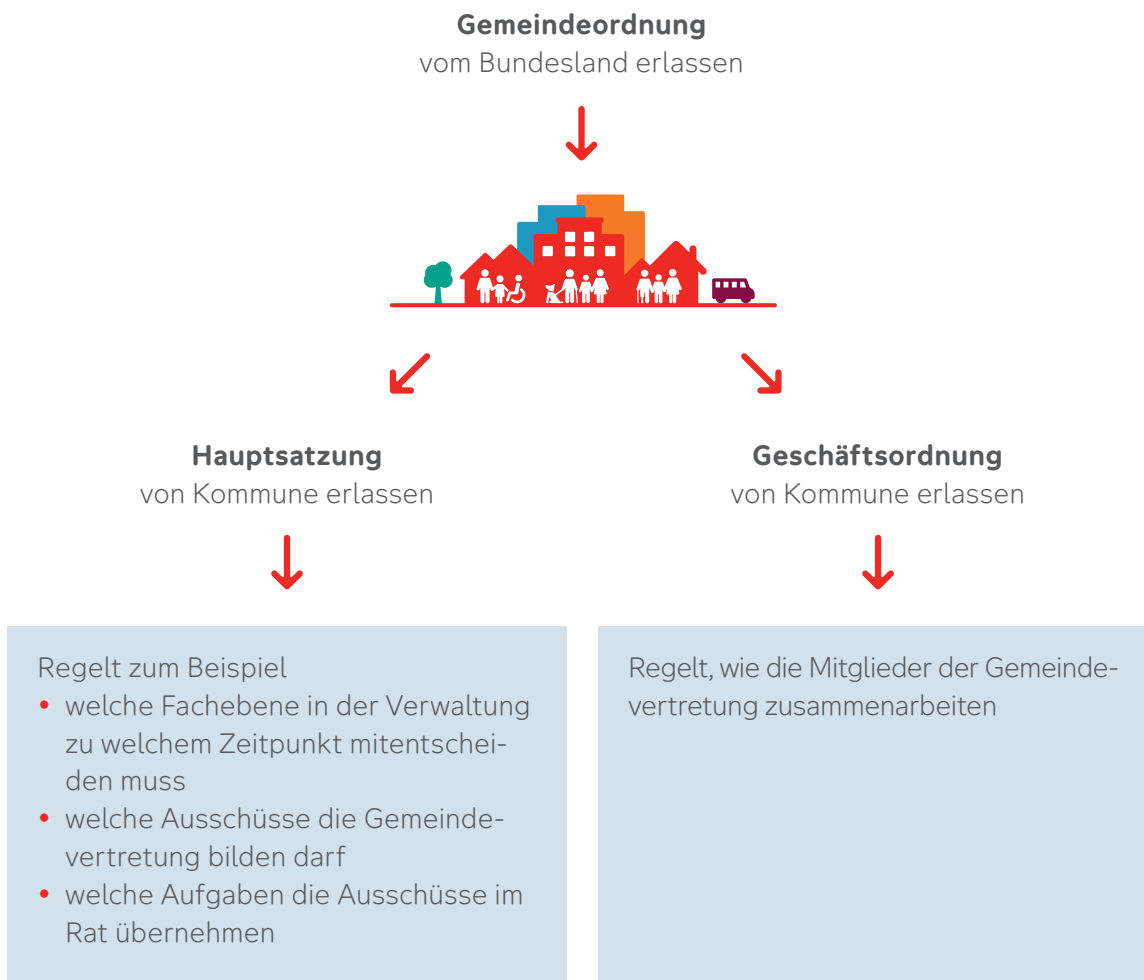 Gemeindeordnung
vom Bundesland erlassen
Hauptsatzung
von Kommune erlassen
Regelt zum Beispiel
• welche Fachebene in der Verwaltung
zu welchem Zeitpunkt mitentschei-
den muss
• welche Ausschüsse die Gemeinde-
vertretung bilden darf
• welche Aufgaben die Ausschüsse im
Rat übernehmen
Geschäftsordnung
von Kommune erlassen
Regelt, wie die Mitglieder der Gemeinde-
vertretung zusammenarbeiten